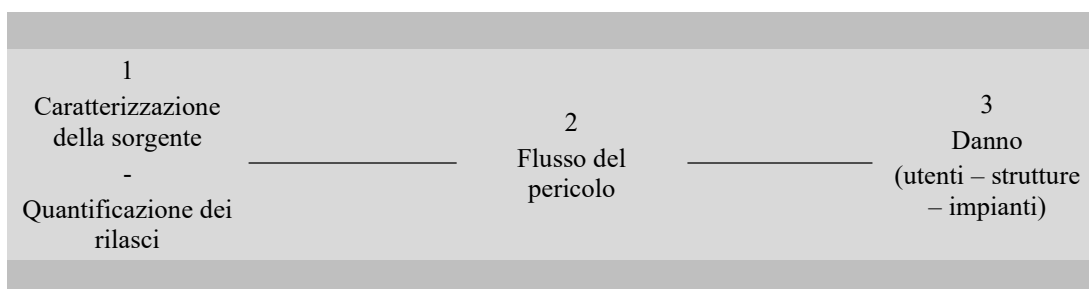 1
Caratterizzazione
della sorgente
-
Quantificazione dei
rilasci
2
Flusso del
pericolo
3
Danno
(utenti – strutture
– impianti)